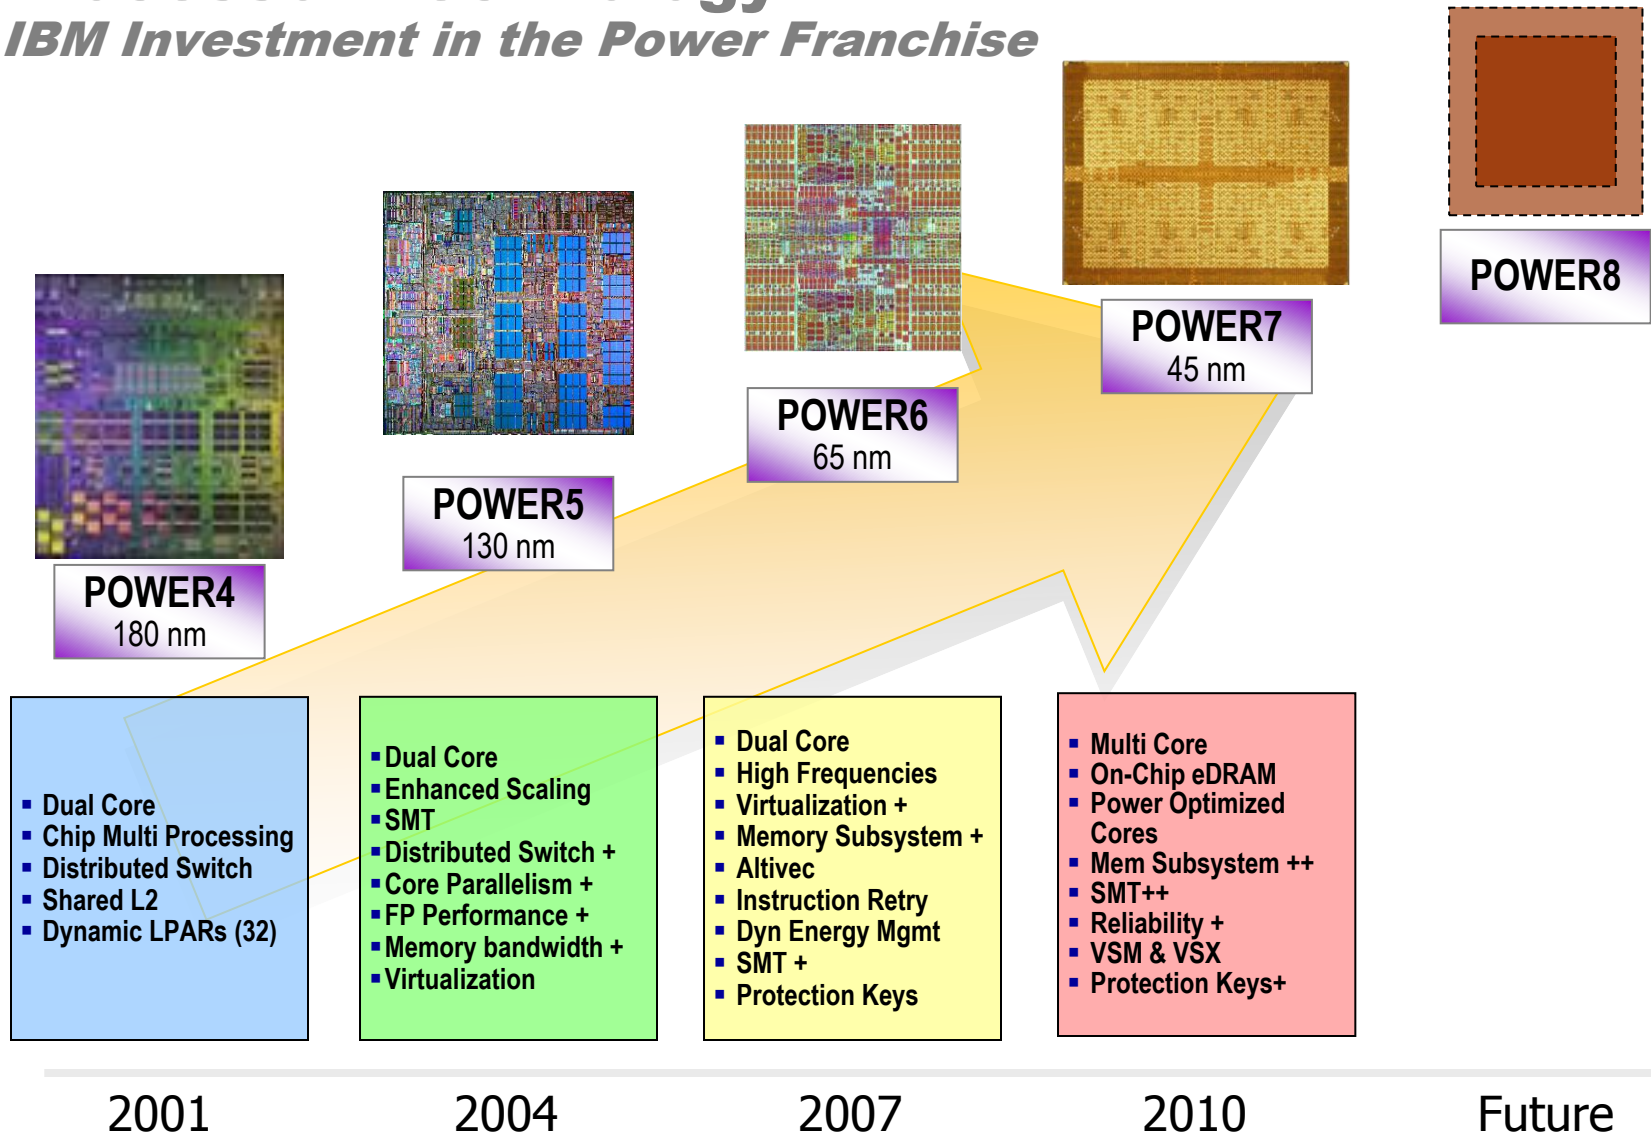 IBM Investment in the Power Franchise
POWER4
180 nm
POWER5
130 nm
POWER6
65 nm
POWER7
45 nm
POWER8
▪ Dual Core
▪ Chip Multi Processing
▪ Distributed Switch
▪ Shared L2
▪ Dynamic LPARs (32)
▪ Dual Core
▪ Enhanced Scaling
▪ SMT
▪ Distributed Switch +
▪ Core Parallelism +
▪ FP Performance +
▪ Memory bandwidth +
▪ Virtualization
▪ Dual Core
▪ High Frequencies
▪ Virtualization +
▪ Memory Subsystem +
▪ Altivec
▪ Instruction Retry
▪ Dyn Energy Mgmt
▪ SMT +
▪ Protection Keys
▪ Multi Core
▪ On-Chip eDRAM
▪ Power Optimized
Cores
▪ Mem Subsystem ++
▪ SMT++
▪ Reliability +
▪ VSM & VSX
▪ Protection Keys+
2001
2004
2007
2010
Future